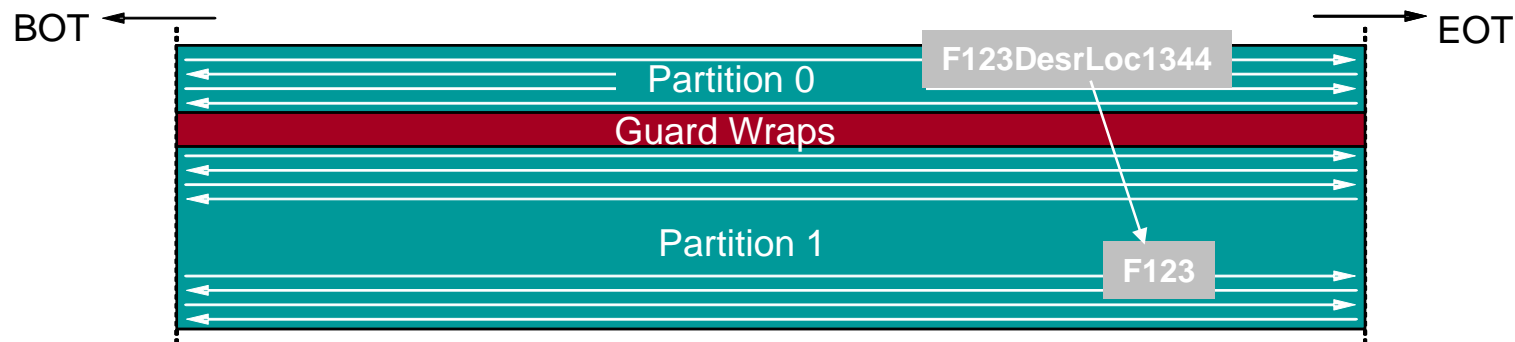 BOT
EOT
F123DesrLoc1344
Partition 0
Guard Wraps
Partition 1
F123